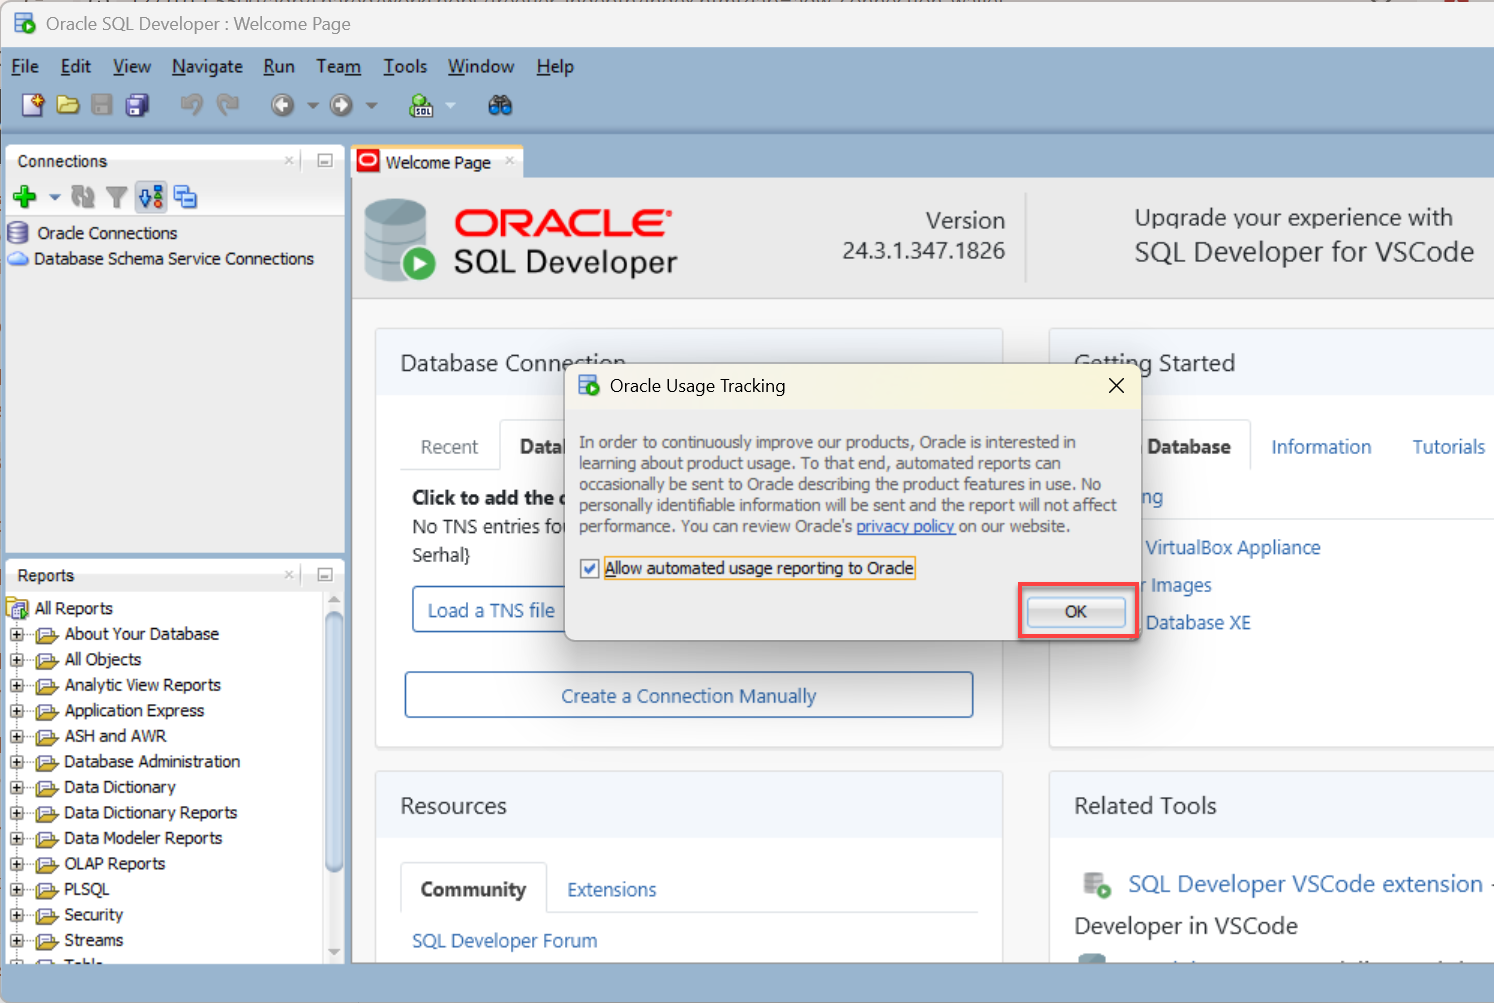 Oracle SQL Developer : Welcome Page
File Edit View Navigate Run Team Tools Window Help
SQL
Connections
Oracle Connections
Database Schema Service Connections
Reports
All Reports
About Your Database
All Objects
Analytic View Reports
Application Express
ASH and AWR
Database Administration
Data Dictionary
Data Dictionary Reports
Data Modeler Reports
OLAP Reports
PLSQL
Security
Streams
Table
Welcome Page
ORACLE
SQL Developer
Version
24.3.1.347.1826
Upgrade your experience with
SQL Developer for VSCode
Database Connection
Recent
Click to add the
No TNS entries
Serhal}
Load a TNS file
Create a Connection Manually
Oracle Usage Tracking
In order to continuously improve our products, Oracle is interested in
learning about product usage. To that end, automated reports can
occasionally be sent to Oracle describing the product features in use. No
personally identifiable information will be sent and the report will not affect
performance. You can review Oracle's privacy policy on our website.
Allow automated usage reporting to Oracle
OK
Getting Started
Database Information Tutorials
VirtualBox Appliance
Images
Database XE
Resources
Community Extensions
SQL Developer Forum
Related Tools
SQL Developer VSCode extension -
Developer in VSCode